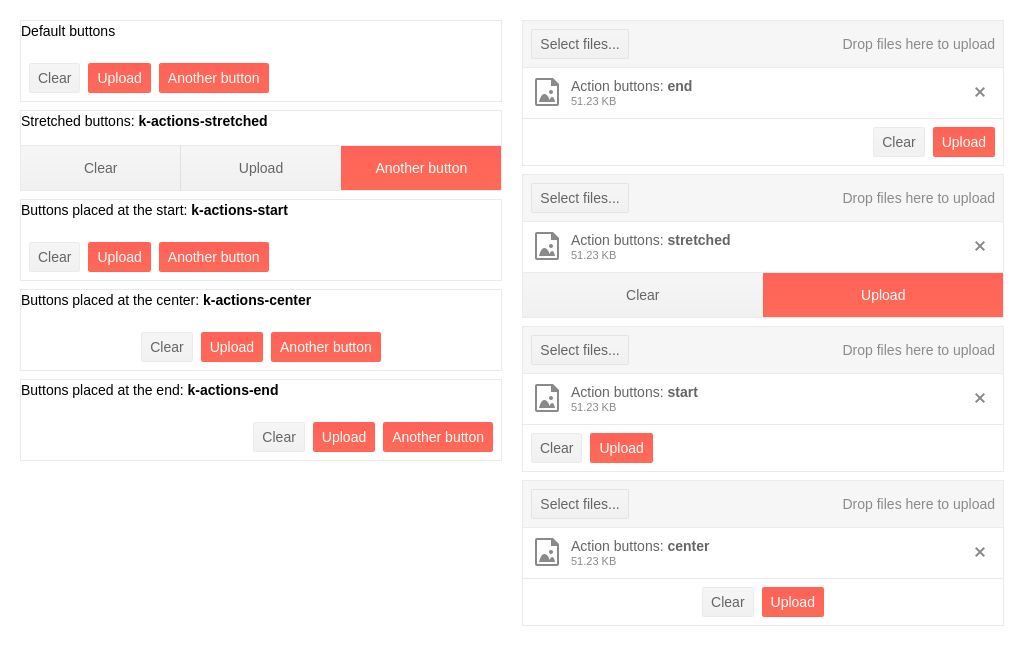 Default buttons
Clear Upload Another button
Stretched buttons: k-actions-stretched
Clear Upload Another button
Buttons placed at the start: k-actions-start
Clear Upload Another button
Buttons placed at the center: k-actions-center
Clear Upload Another button
Buttons placed at the end: k-actions-end
Clear Upload Another button
Select files... Drop files here to upload
Action buttons: end
51.23 KB
Clear Upload
Select files... Drop files here to upload
Action buttons: stretched
51.23 KB
Clear Upload
Select files... Drop files here to upload
Action buttons: start
51.23 KB
Clear Upload
Select files... Drop files here to upload
Action buttons: center
51.23 KB
Clear Upload